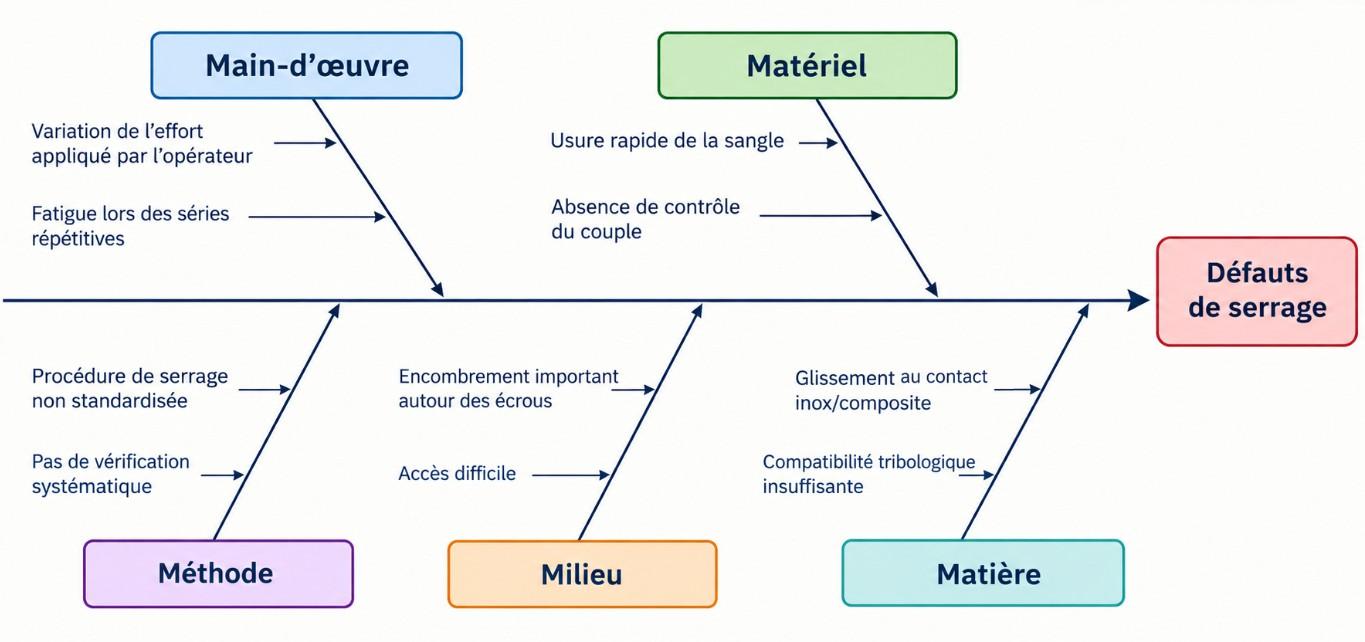 Main-d’œuvre
Matériel
Variation de l’effort
appliqué par l’opérateur
Fatigue lors des séries
répétitives
Usure rapide de la sangle
Absence de contrôle
du couple
Défauts
de serrage
Procédure de serrage
non standardisée
Pas de vérification
systématique
Encombrement important
autour des écrous
Accès difficile
Glissement au contact
inox/composite
Compatibilité tribologique
insuffisante
Méthode
Milieu
Matière